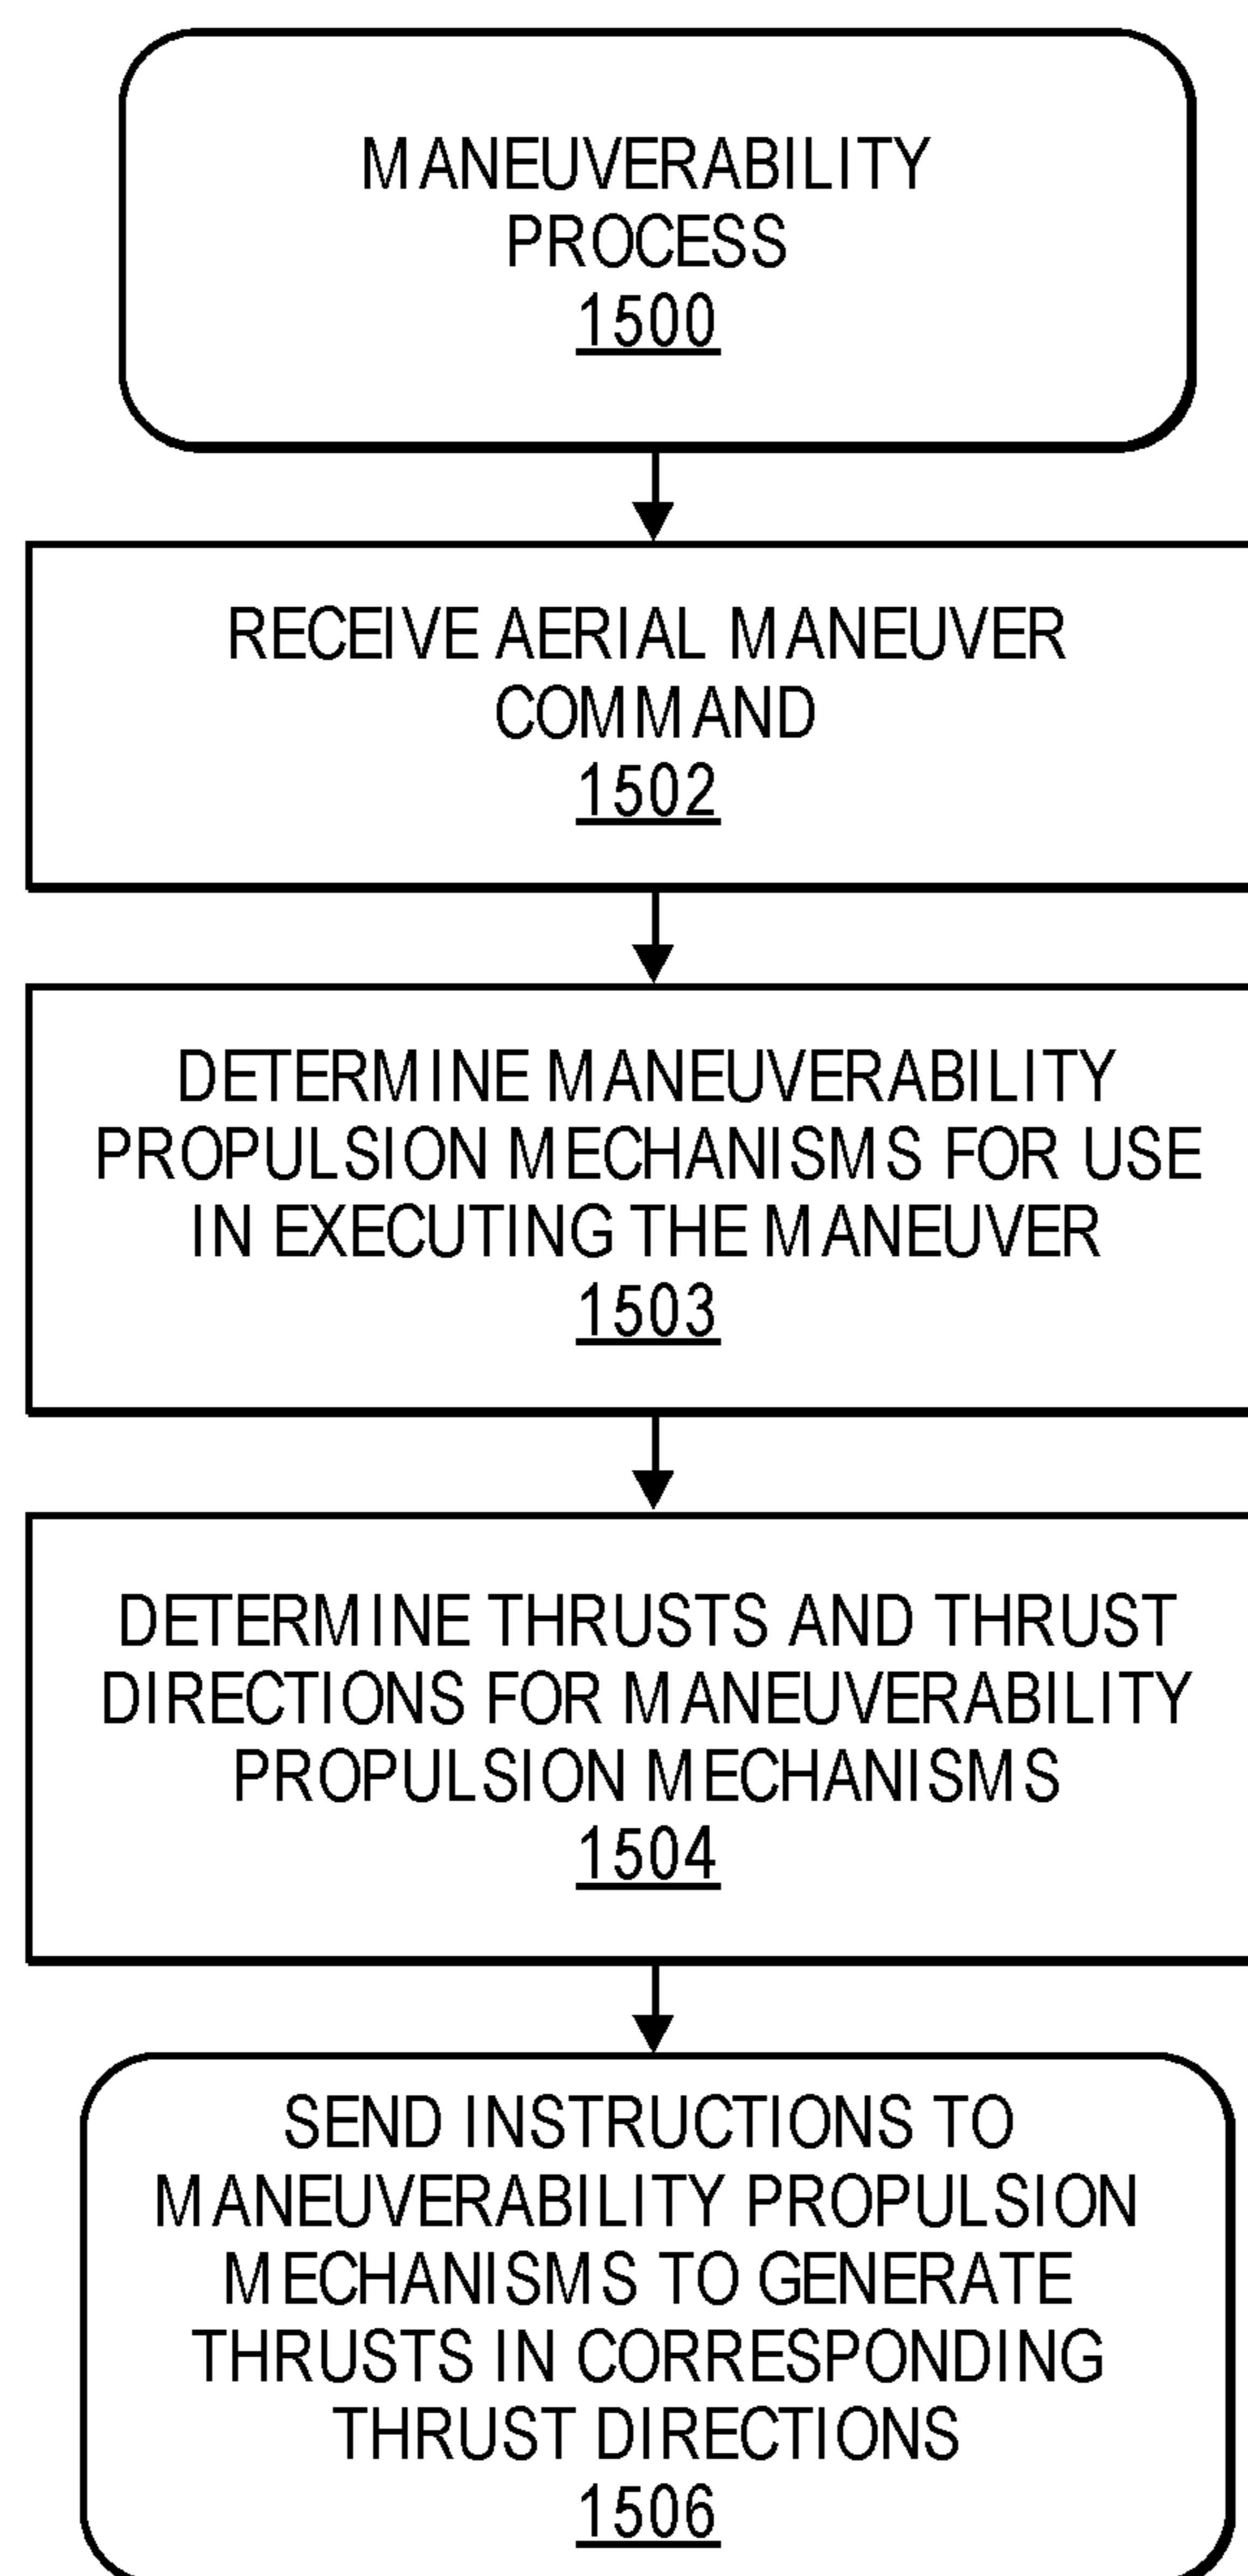 MANEUVERABILITY
PROCESS
1500
RECEIVE AERIAL MANEUVER
COMMAND
1502
DETERMINE MANEUVERABILITY
PROPULSION MECHANISMS FOR USE
IN EXECUTING THE MANEUVER
1503
DETERMINE THRUSTS AND THRUST
DIRECTIONS FOR MANEUVERABILITY
PROPULSION MECHANISMS
1504
SEND INSTRUCTIONS TO
MANEUVERABILITY PROPULSION
MECHANISMS TO GENERATE
THRUSTS IN CORRESPONDING
THRUST DIRECTIONS
1506